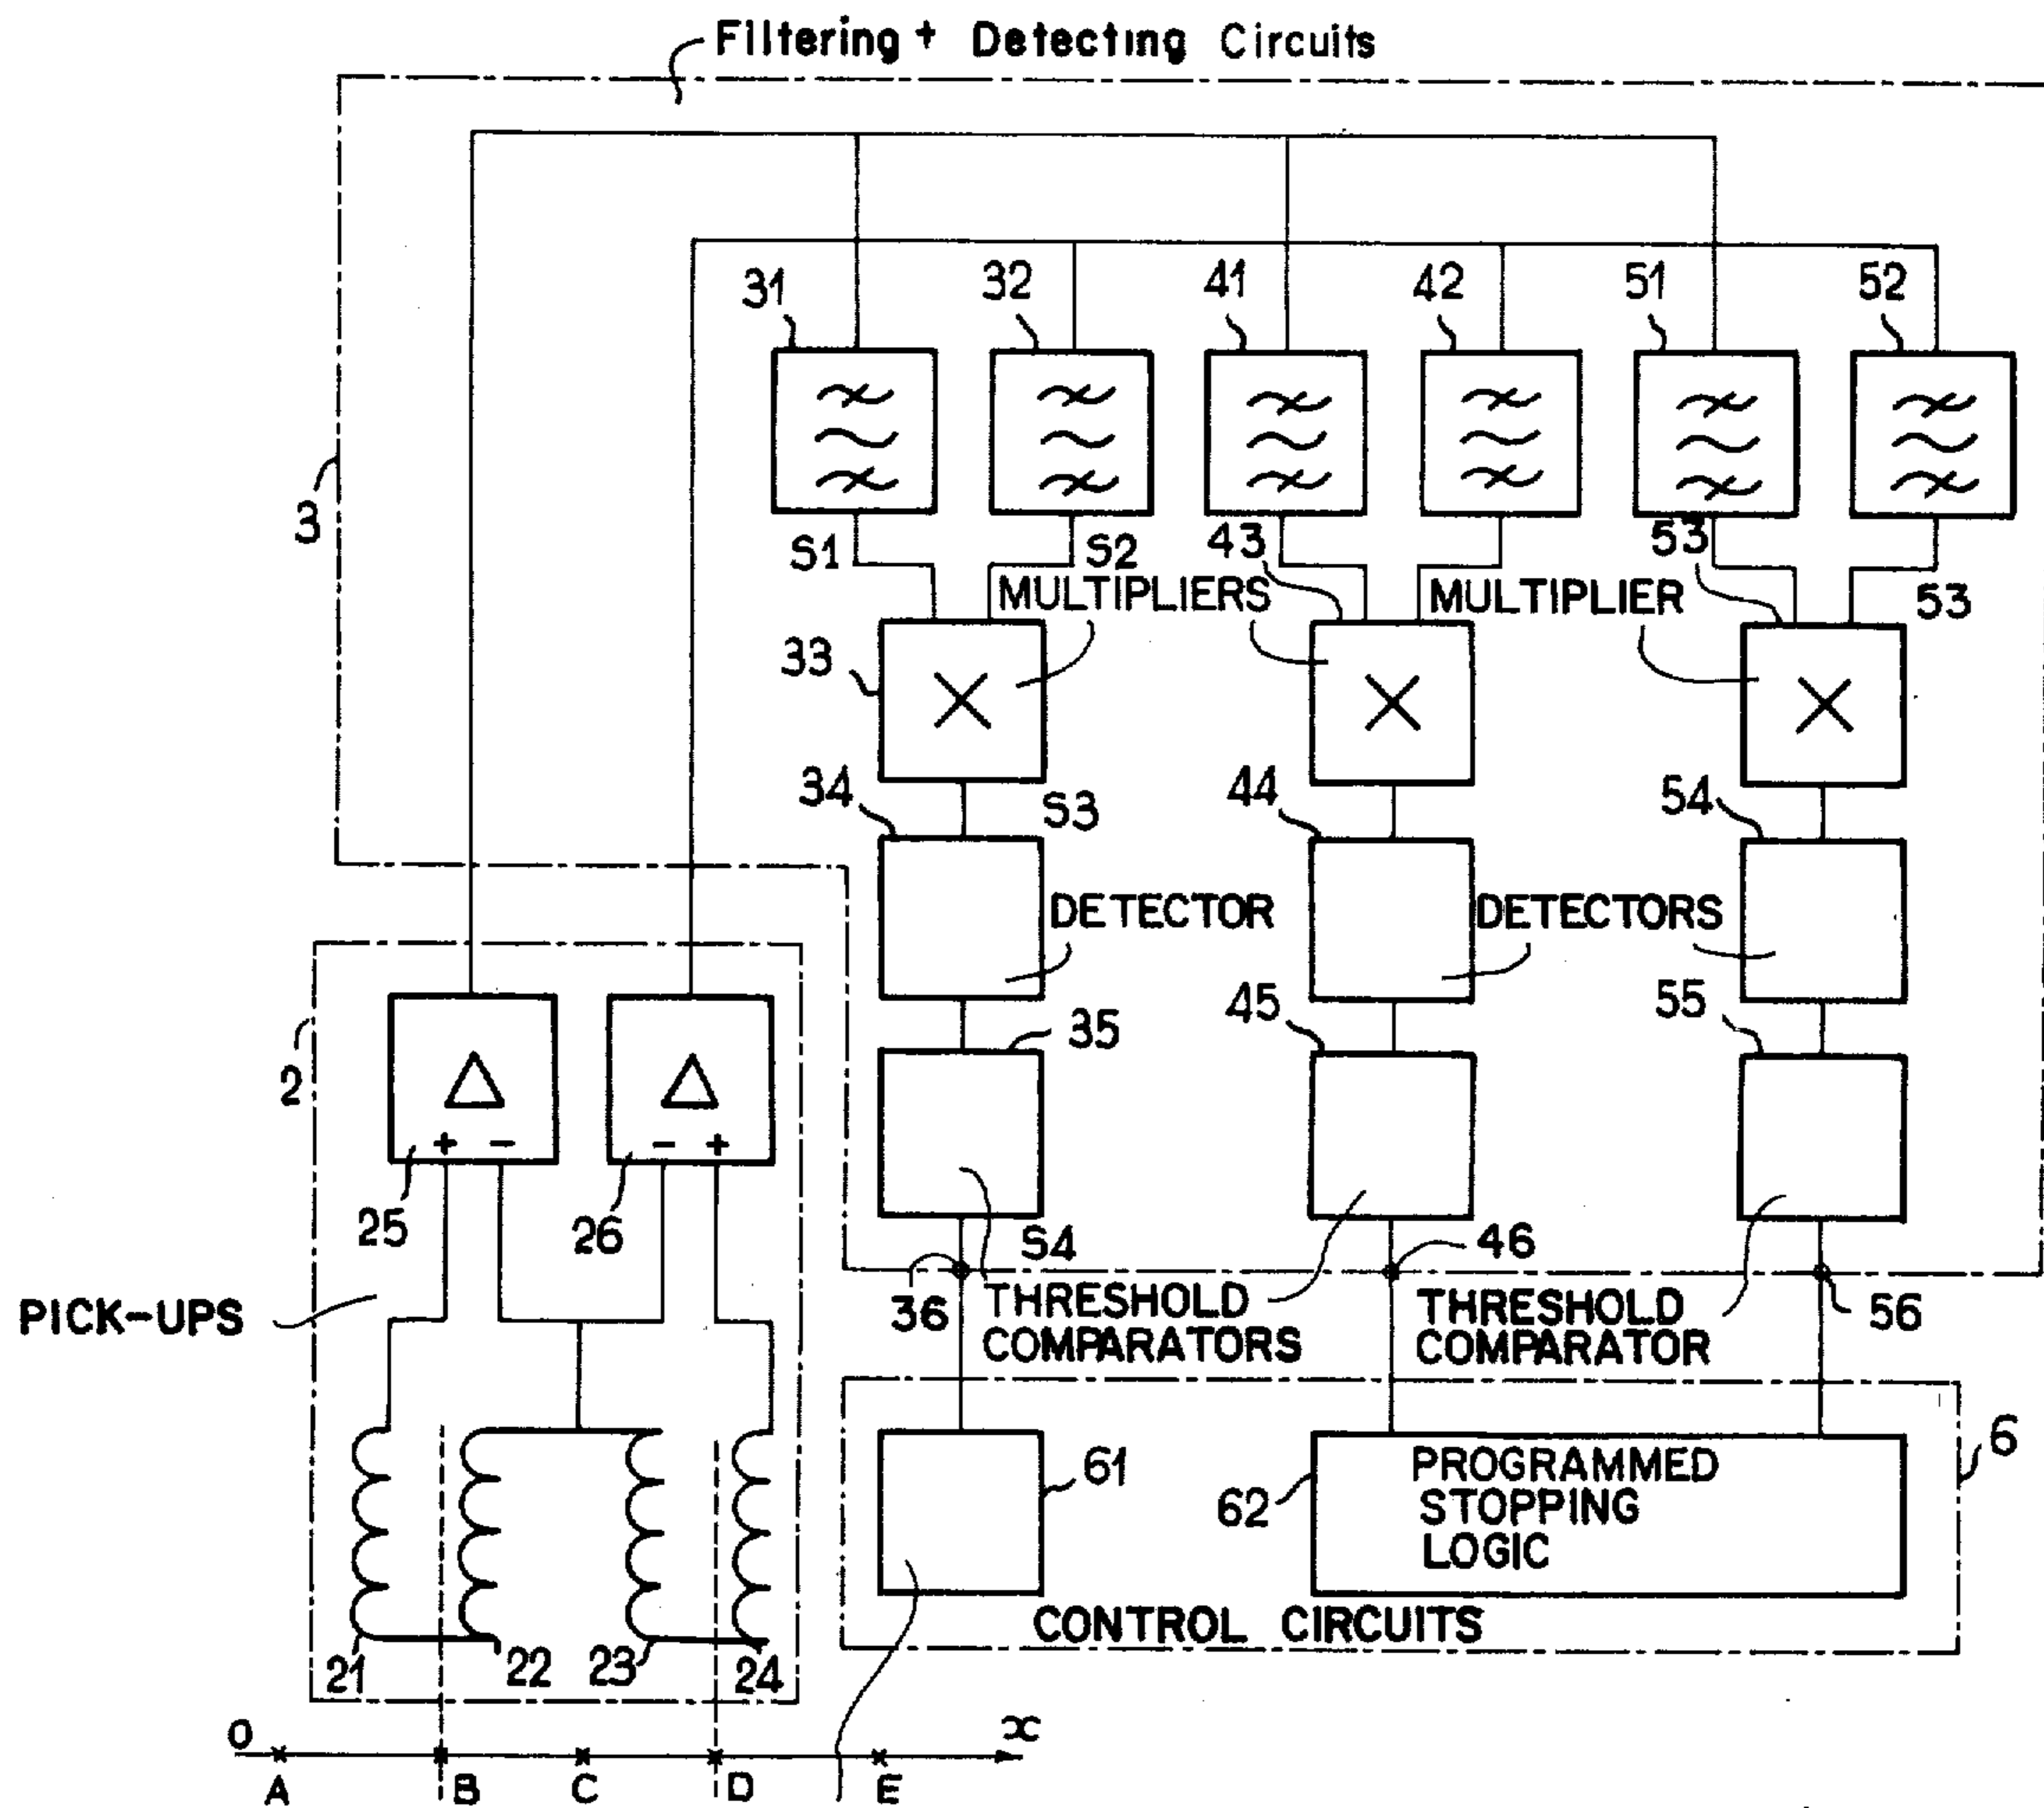 Filtering + Detecting Circuits
3
31
32
41
42
51
52
S1
S2
43
53
MULTIPLIERS
MULTIPLIER
53
33
34
S3
44
54
DETECTOR
DETECTORS
35
45
55
2
+ -
- +
25
26
S4
46
PICK-UPS
36
THRESHOLD
COMPARATORS
THRESHOLD
COMPARATOR
56
61
62
PROGRAMMED
STOPPING
LOGIC
6
CONTROL CIRCUITS
21
22
23
24
O
x
A
B
C
D
E